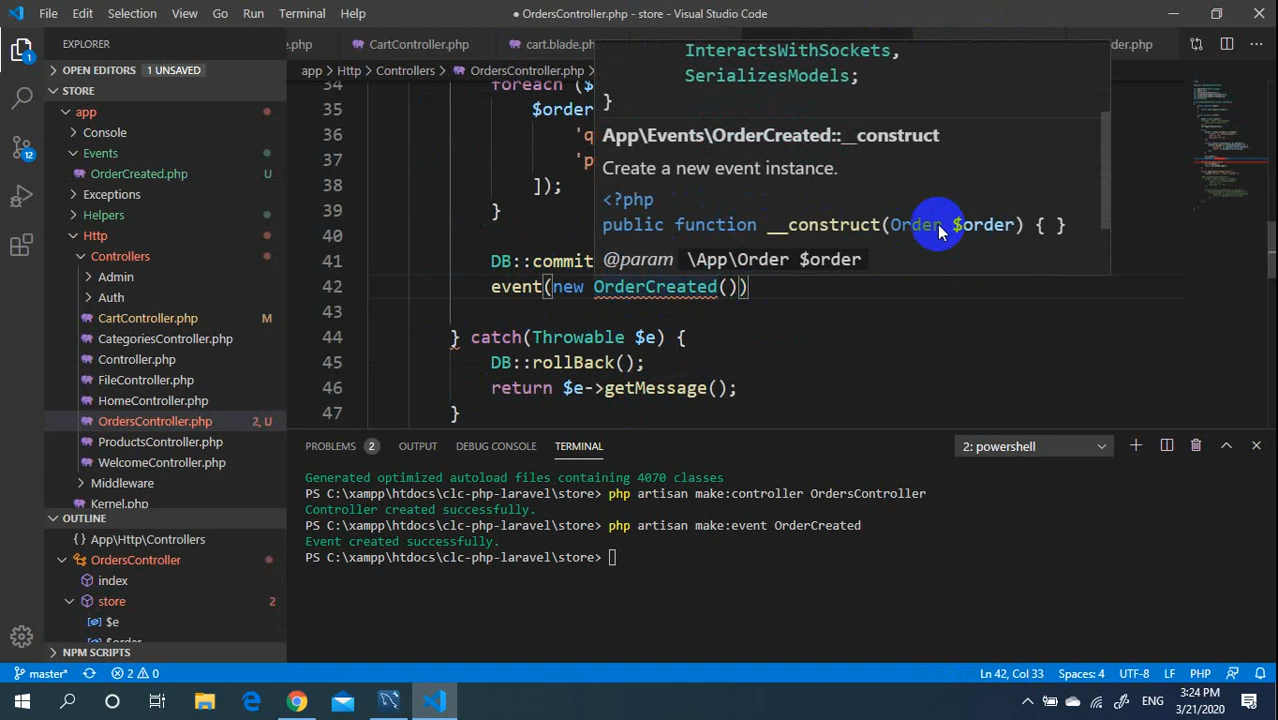 File Edit Selection View Go Run Terminal Help
● OrdersController.php - store - Visual Studio Code
EXPLORER
e.php CartController.php cart.blade.php der.php
OPEN EDITORS 1 UNSAVED
app > Http > Controllers > OrdersController.php >
STORE
app
Console
Events
OrderCreated.php U
Exceptions
Helpers
Http
Controllers
Admin
Auth
CartController.php M
CategoriesController.php
Controller.php
FileController.php
HomeController.php
OrdersController.php 2, U
ProductsController.php
WelcomeController.php
Middleware
Kernel.php
OUTLINE
App\Http\Controllers
OrdersController
index
store 2
$e
$order
NPM SCRIPTS
34 foreach ($
35 $order
36 'q
37 'p
38 ]);
39 }
40
41 DB::commit
42 event(new OrderCreated())
44 } catch(Throwable $e) {
45 DB::rollBack();
46 return $e->getMessage();
47 }
InteractsWithSockets,
SerializesModels;
}
App\Events\OrderCreated::__construct
Create a new event instance.
<?php
public function __construct(Order $order) { }
@param \App\Order $order
PROBLEMS 2 OUTPUT DEBUG CONSOLE TERMINAL 2: powershell
Generated optimized autoload files containing 4070 classes
PS C:\xampp\htdocs\clc-php-laravel\store> php artisan make:controller OrdersController
Controller created successfully.
PS C:\xampp\htdocs\clc-php-laravel\store> php artisan make:event OrderCreated
Event created successfully.
PS C:\xampp\htdocs\clc-php-laravel\store>
master* 2 0 Ln 42, Col 33 Spaces: 4 UTF-8 LF PHP
ENG
3:24 PM
3/21/2020